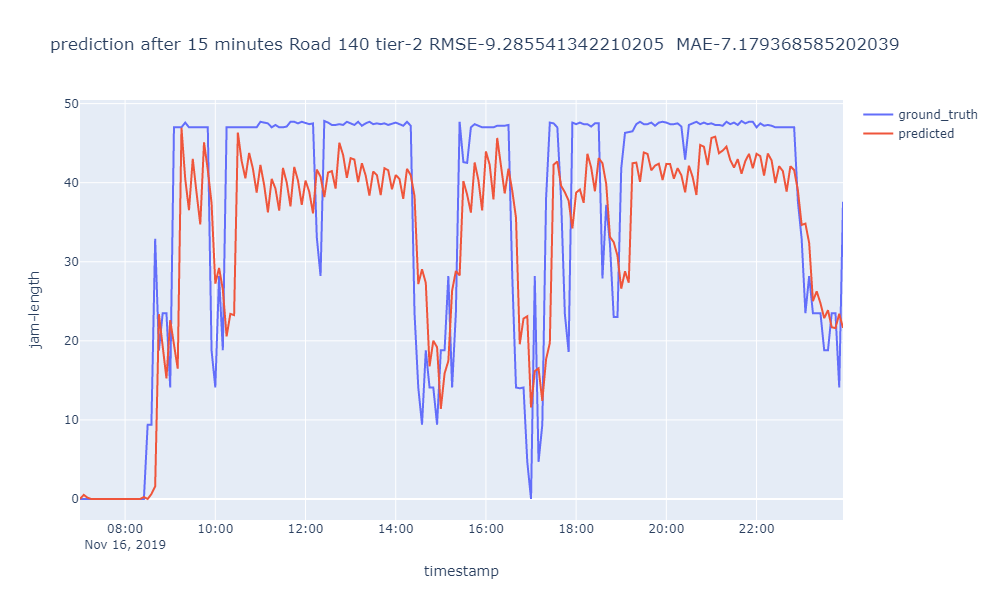 prediction after 15 minutes Road 140 tier-2 RMSE-9.285541342210205  MAE-7.179368585202039
ground_truth
predicted
jam-length
50
40
30
20
10
0
08:00 10:00 12:00 14:00 16:00 18:00 20:00 22:00
Nov 16, 2019
timestamp